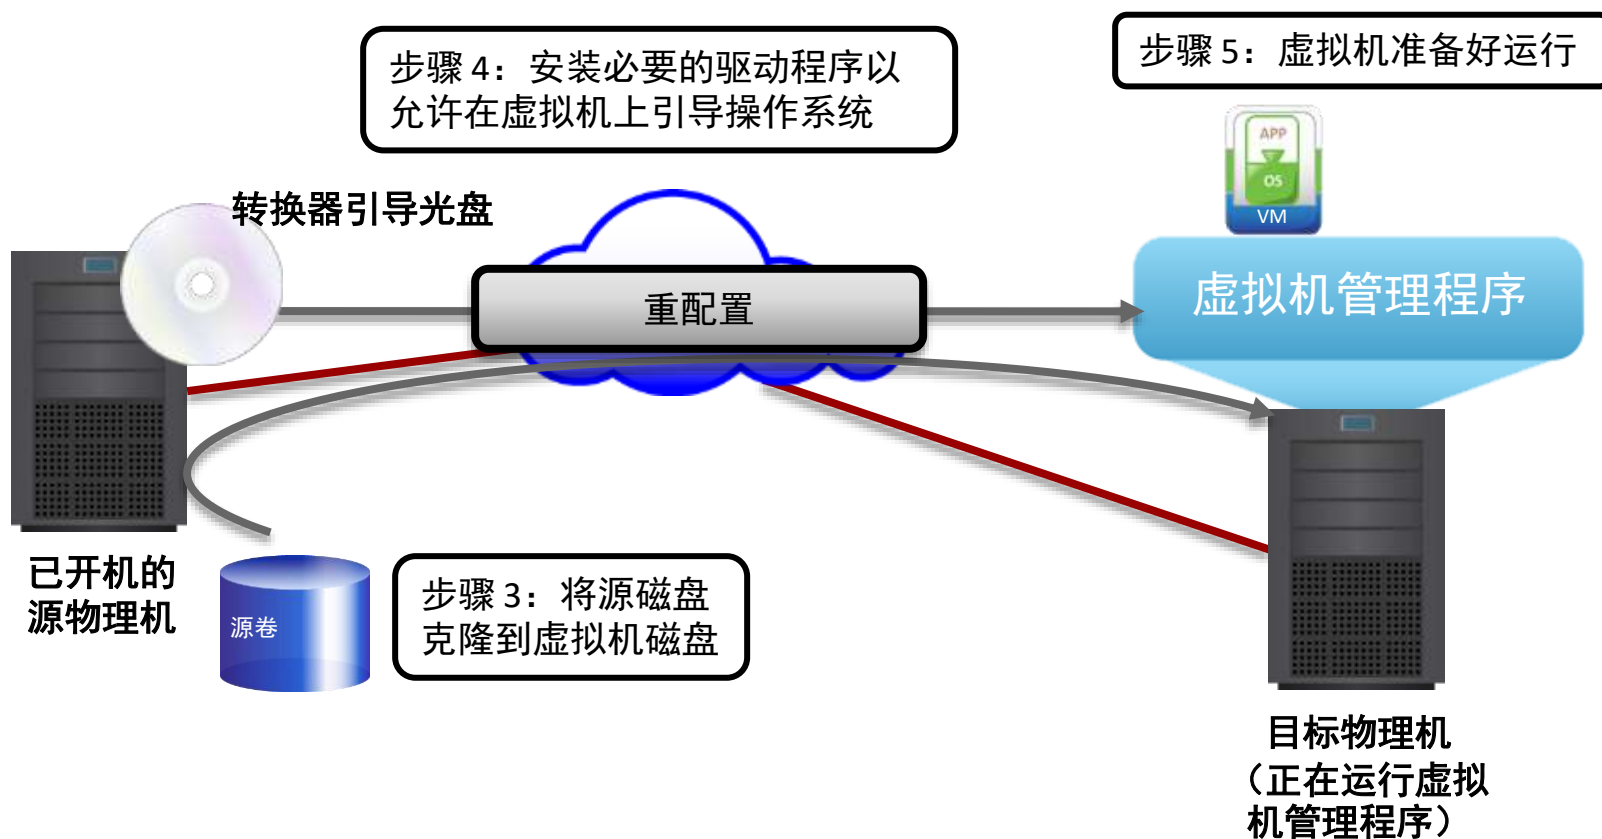 步骤 4：安装必要的驱动程序以
允许在虚拟机上引导操作系统
步骤 5：虚拟机准备好运行
APP
OS
VM
转换器引导光盘
重配置
虚拟机管理程序
已开机的
源物理机
源卷
步骤 3：将源磁盘
克隆到虚拟机磁盘
目标物理机
（正在运行虚拟
机管理程序）